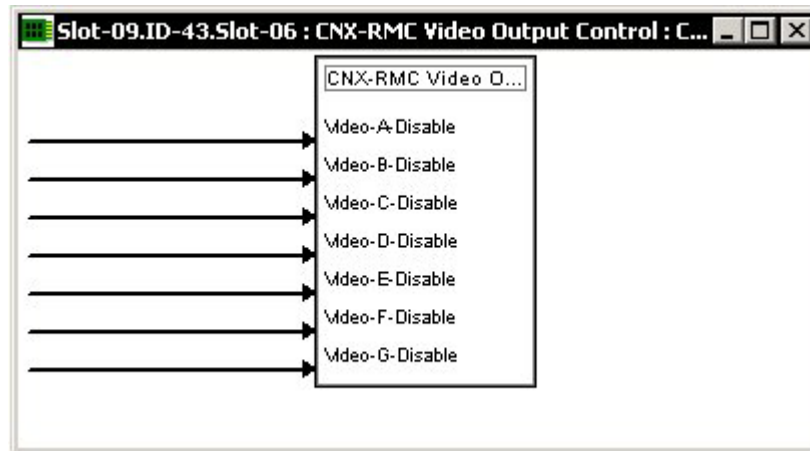 Slot-09.ID-43.Slot-06 : CNX-RMC Video Output Control : C...
CNX-RMC Video O...
Video-A-Disable
Video-B-Disable
Video-C-Disable
Video-D-Disable
Video-E-Disable
Video-F-Disable
Video-G-Disable